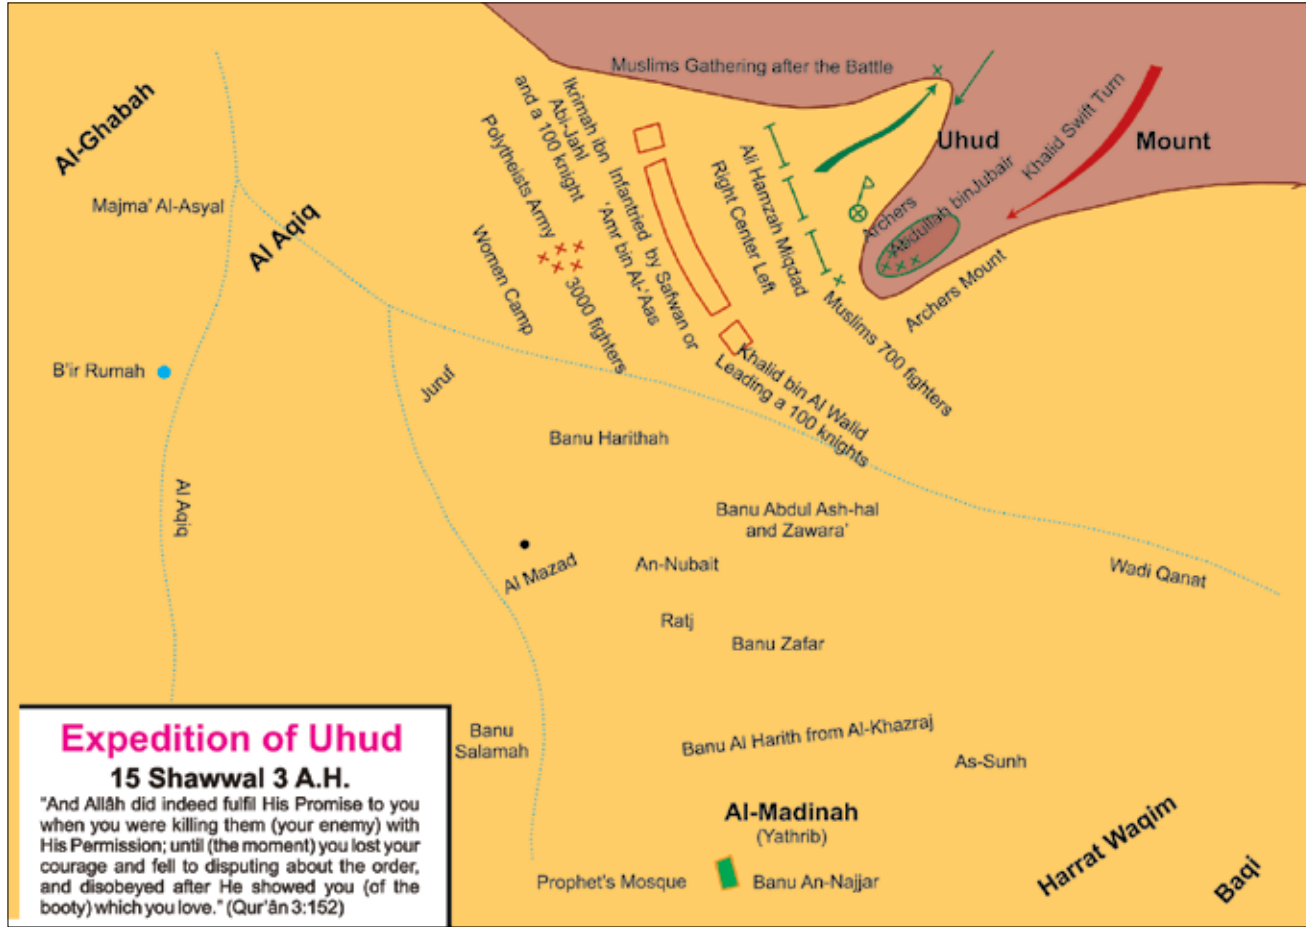 Muslims Gathering after the Battle
Al-Ghabah
Majma' Al-Asyal
Al Aqiq
B'ir Rumah
Al Aqiq
Juruf
Women Camp
Polytheists Army
3000 fighters
Ikrimah ibn
Abi-Jahl
and a 100 knight
Infantried by Safwan or
'Amr bin Al-'Aas
Khalid bin Al Walid
Leading a 100 knights
Ali Hamzah Miqdad
Right Center Left
Muslims 700 fighters
Uhud
Mount
Khalid Swift Turn
Archers
Abdullah binJubair
Archers Mount
Banu Harithah
Banu Abdul Ash-hal
and Zawara'
Wadi Qanat
Al Mazad
An-Nubait
Ratj
Banu Zafar
Banu
Salamah
Banu Al Harith from Al-Khazraj
As-Sunh
Al-Madinah
(Yathrib)
Prophet's Mosque
Banu An-Najjar
Harrat Waqim
Baqi
Expedition of Uhud
15 Shawwal 3 A.H.
"And Allâh did indeed fulfil His Promise to you
when you were killing them (your enemy) with
His Permission; until (the moment) you lost your
courage and fell to disputing about the order,
and disobeyed after He showed you (of the
booty) which you love." (Qur'ân 3:152)